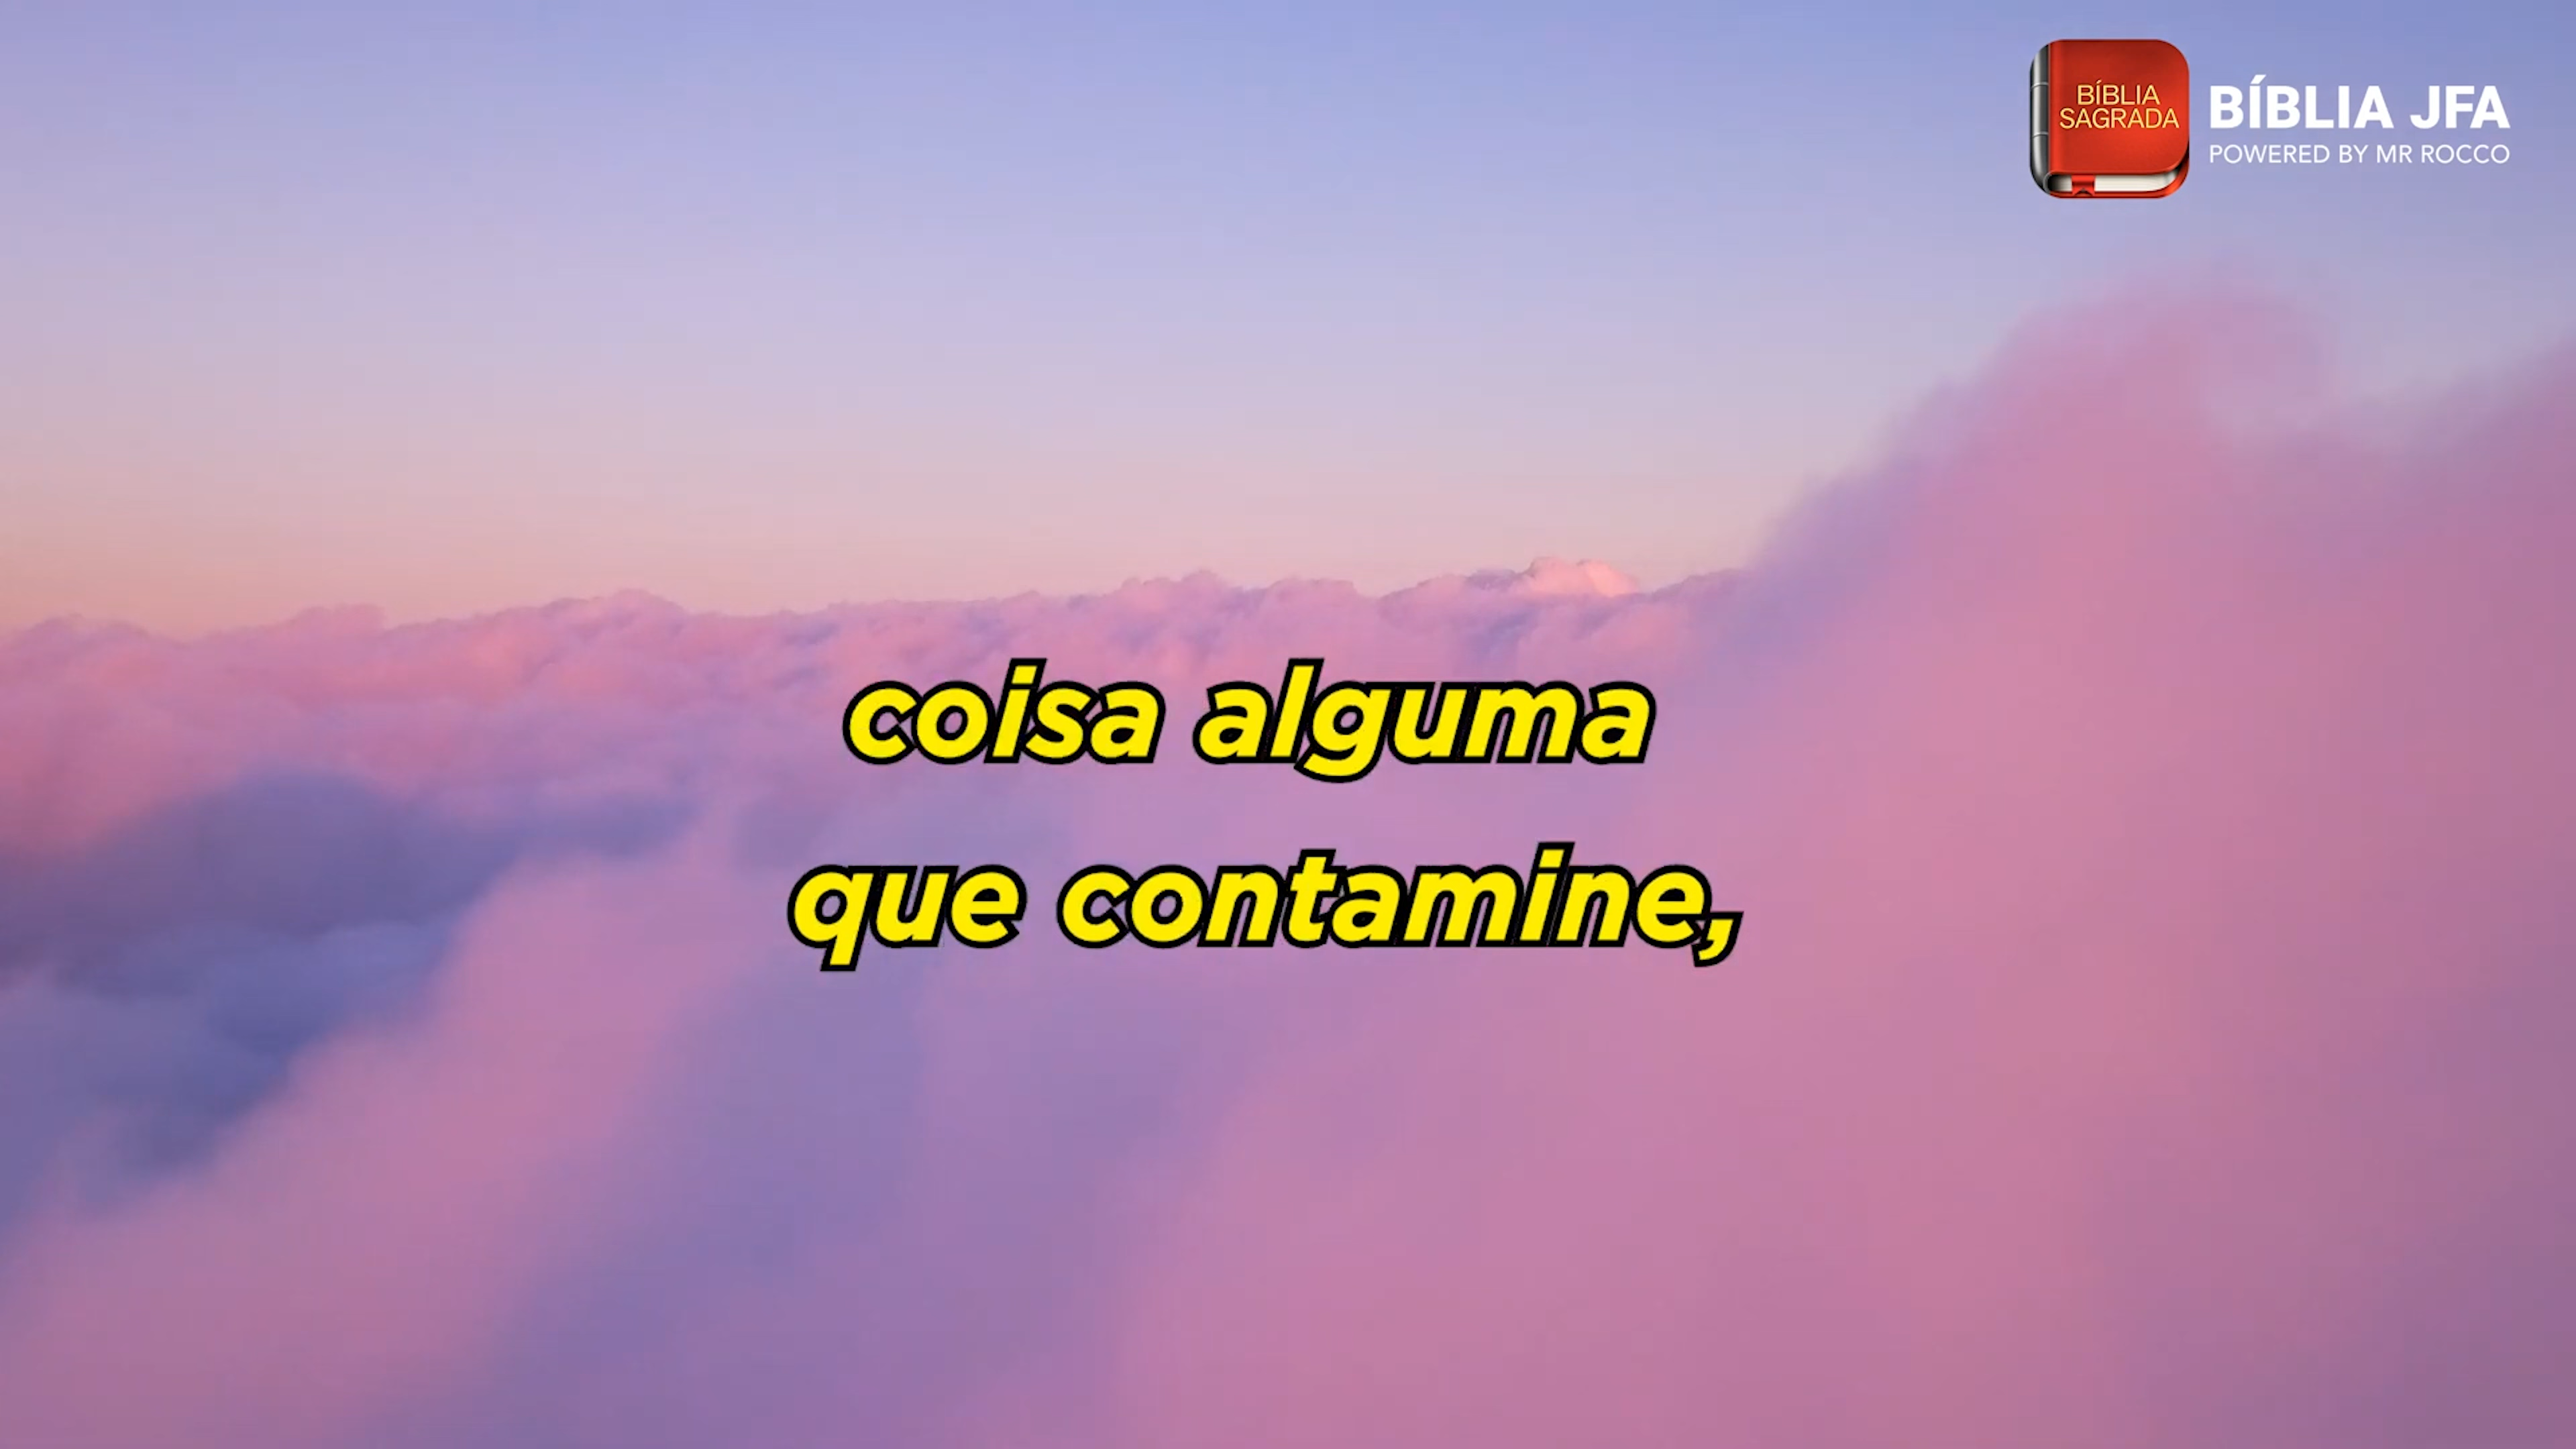 BÍBLIA
SAGRADA
BÍBLIA JFA
POWERED BY MR ROCCO
coisa alguma
que contamine,